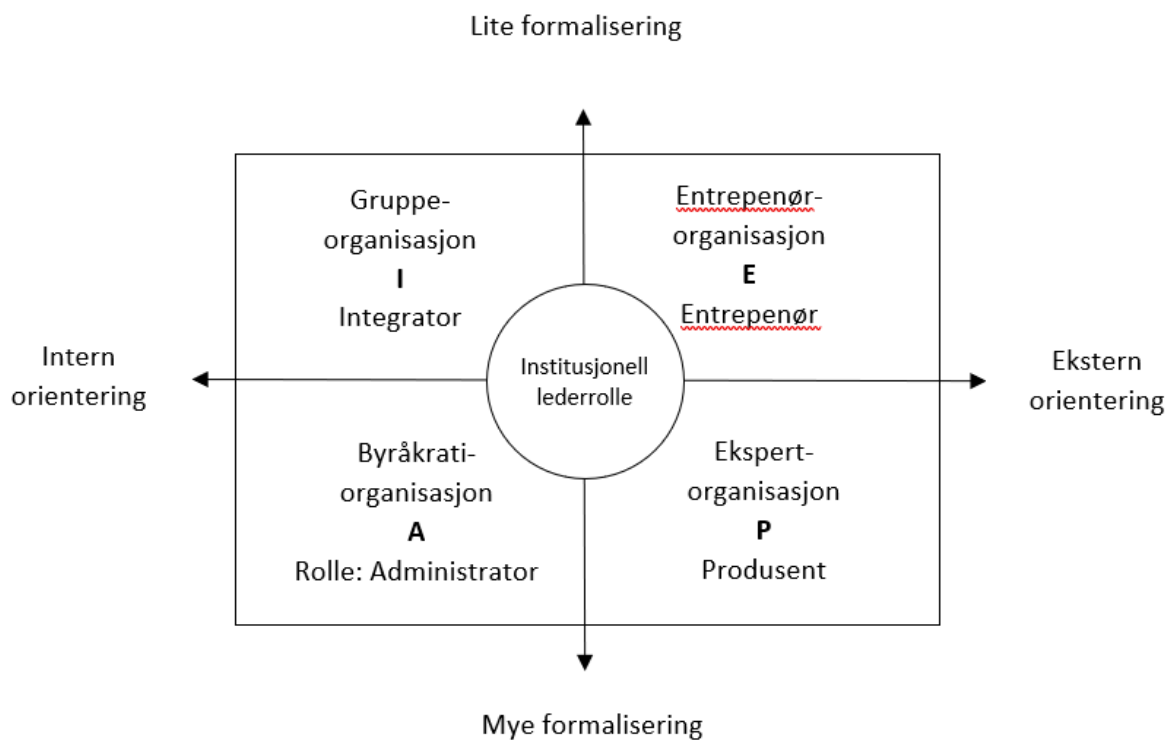 Lite formalisering
Gruppe-
organisasjon
I
Integrator
Entrepenør-
organisasjon
E
Entrepenør
Intern
orientering
Institusjonell
lederrolle
Ekstern
orientering
Byråkrati-
organisasjon
A
Rolle: Administrator
Ekspert-
organisasjon
P
Produsent
Mye formalisering